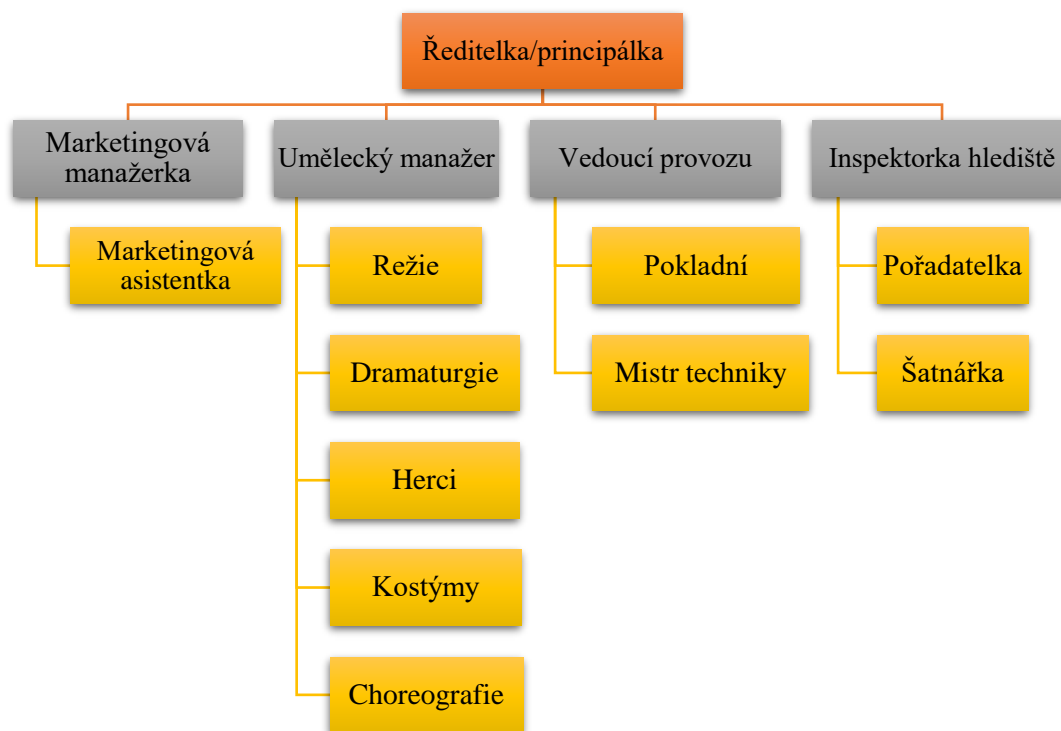 Ředitelka/principálka
Marketingová
manažerka
Umělecký manažer
Vedoucí provozu
Inspektorka hlediště
Marketingová
asistentka
Režie
Dramaturgie
Herci
Kostýmy
Choreografie
Pokladní
Mistr techniky
Pořadatelka
Šatnářka